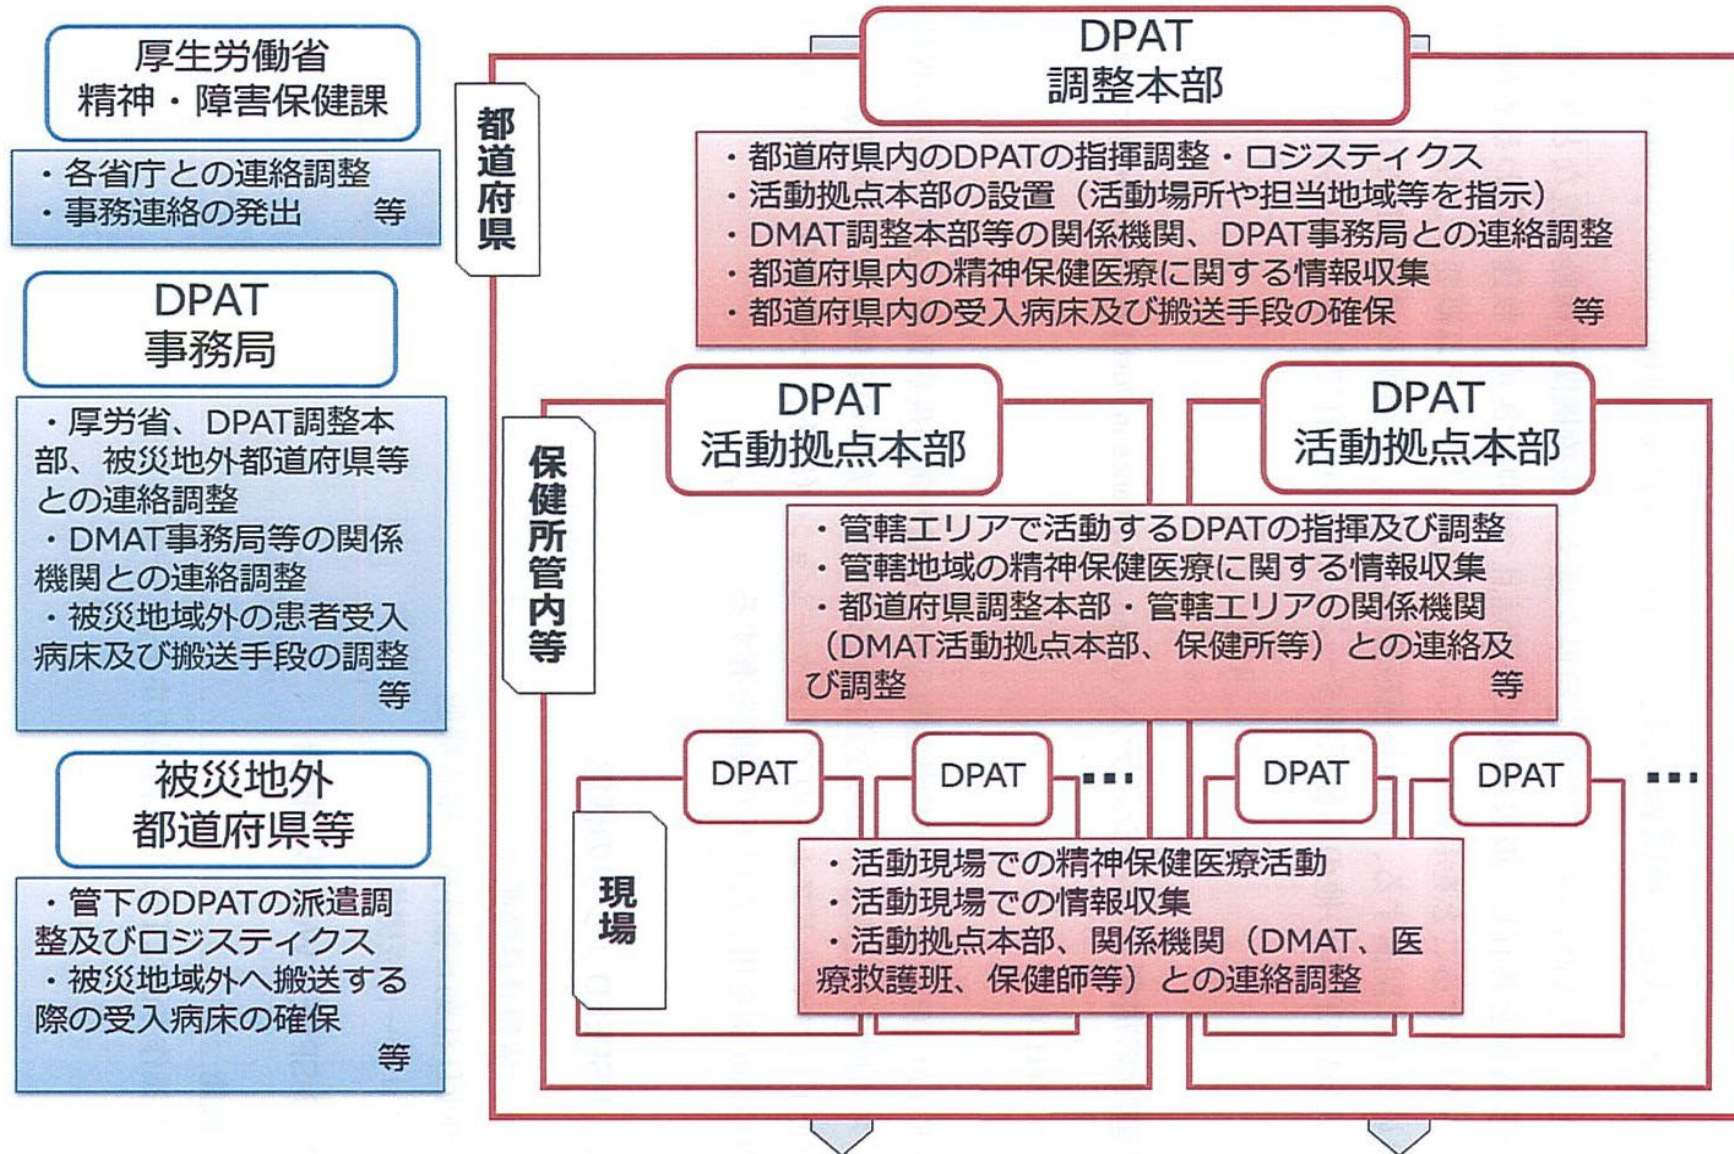 厚生労働省
精神・障害保健課
・各省庁との連絡調整
・事務連絡の発出 等
DPAT
事務局
・厚労省、DPAT調整本
部、被災地外都道府県等
との連絡調整
・DMAT事務局等の関係
機関との連絡調整
・被災地域外の患者受入
病床及び搬送手段の調整
等
被災地外
都道府県等
・管下のDPATの派遣調
整及びロジスティクス
・被災地域外へ搬送する
際の受入病床の確保
等
都道府県
DPAT
調整本部
・都道府県内のDPATの指揮調整・ロジスティクス
・活動拠点本部の設置（活動場所や担当地域等を指示）
・DMAT調整本部等の関係機関、DPAT事務局との連絡調整
・都道府県内の精神保健医療に関する情報収集
・都道府県内の受入病床及び搬送手段の確保 等
保健所管内等
DPAT
活動拠点本部
DPAT
活動拠点本部
・管轄エリアで活動するDPATの指揮及び調整
・管轄地域の精神保健医療に関する情報収集
・都道府県調整本部・管轄エリアの関係機関
（DMAT活動拠点本部、保健所等）との連絡及
び調整 等
現場
DPAT
DPAT
DPAT
DPAT
・活動現場での精神保健医療活動
・活動現場での情報収集
・活動拠点本部、関係機関（DMAT、医
療救護班、保健師等）との連絡調整